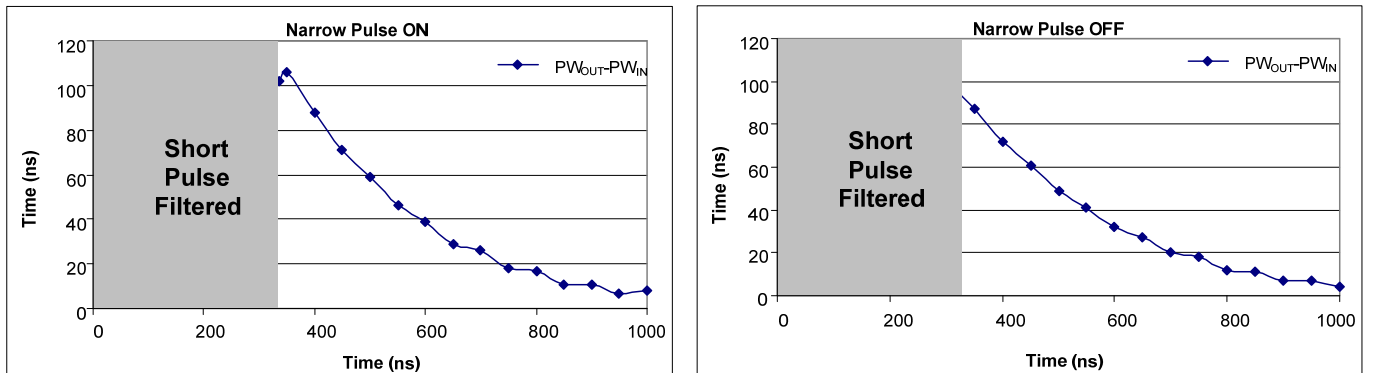 Narrow Pulse ON
120
100
80
60
40
20
0
Time (ns)
PWOUT-PWIN
Short
Pulse
Filtered
0 200 400 600 800 1000
Time (ns)
Narrow Pulse OFF
120
100
80
60
40
20
0
Time (ns)
PWOUT-PWIN
Short
Pulse
Filtered
0 200 400 600 800 1000
Time (ns)